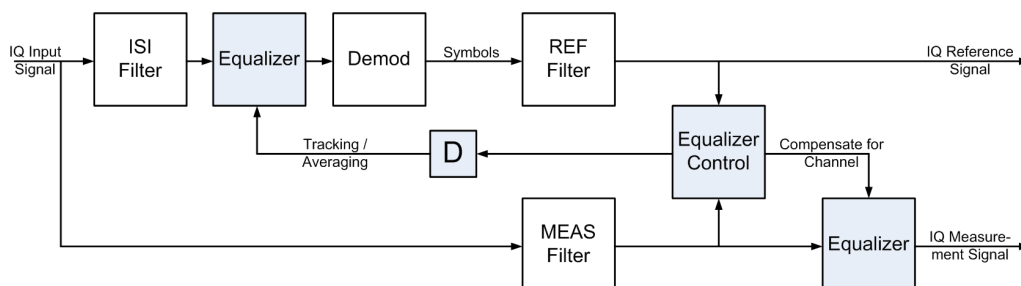 IQ Input
Signal
ISI
Filter
Equalizer
Demod
Symbols
REF
Filter
IQ Reference
Signal
Tracking /
Averaging
D
Equalizer
Control
Compensate for
Channel
MEAS
Filter
Equalizer
IQ Measure-
ment Signal